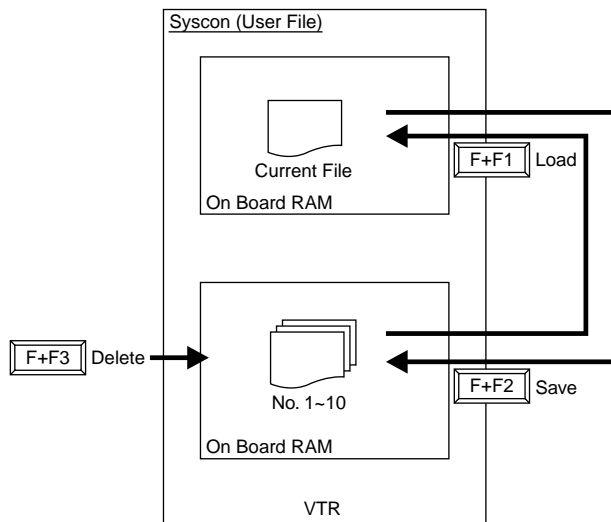 Syscon (User File)
Current File
F+F1 Load
On Board RAM
F+F3 Delete
No. 1~10
F+F2 Save
On Board RAM
VTR